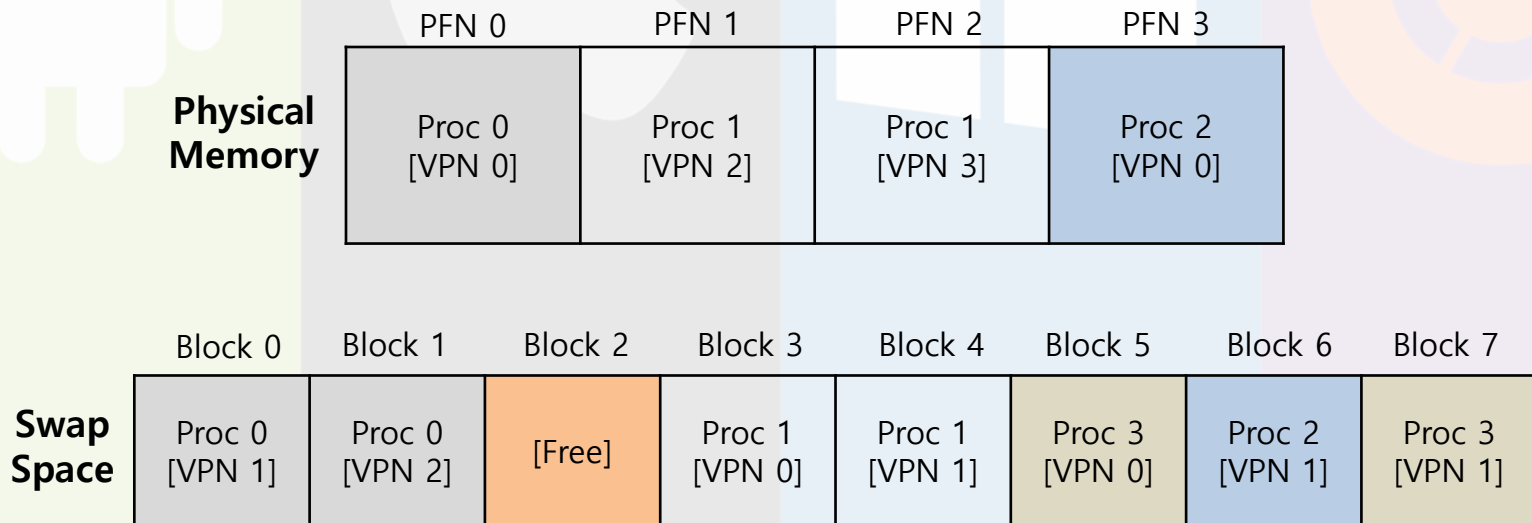 PFN 0
PFN 1
PFN 2
PFN 3
Physical
Memory
Proc 0
[VPN 0]
Proc 1
[VPN 2]
Proc 1
[VPN 3]
Proc 2
[VPN 0]
Block 0
Block 1
Block 2
Block 3
Block 4
Block 5
Block 6
Block 7
Swap
Space
Proc 0
[VPN 1]
Proc 0
[VPN 2]
[Free]
Proc 1
[VPN 0]
Proc 1
[VPN 1]
Proc 3
[VPN 0]
Proc 2
[VPN 1]
Proc 3
[VPN 1]